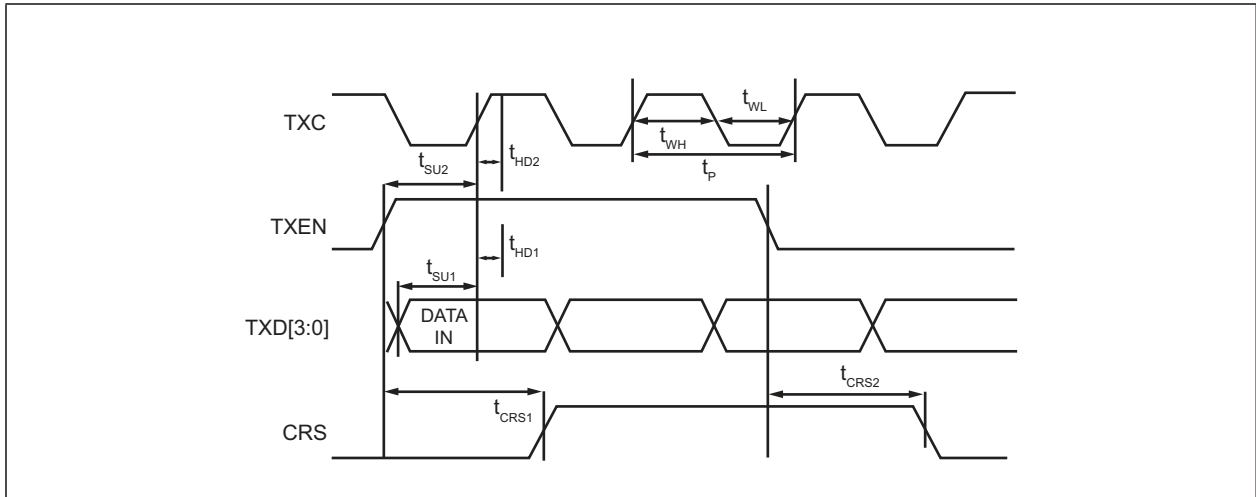 TXC
t_WL
t_WH
t_P
t_SU2
t_HD2
TXEN
t_HD1
t_SU1
TXD[3:0]
DATA
IN
t_CRS2
t_CRS1
CRS